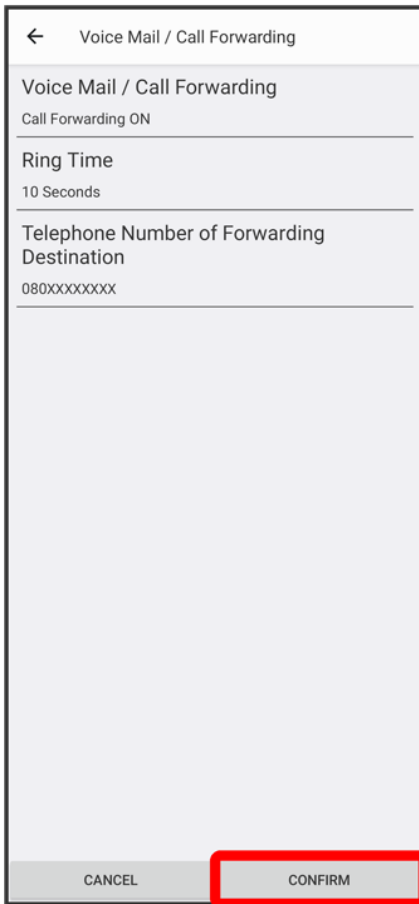 Voice Mail / Call Forwarding
Voice Mail / Call Forwarding
Call Forwarding ON
Ring Time
10 Seconds
Telephone Number of Forwarding
Destination
080XXXXXXXX
CANCEL
CONFIRM